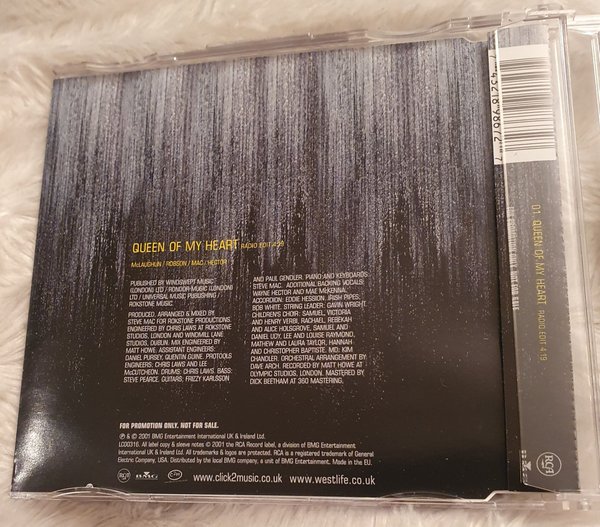 QUEEN OF MY HEART RADIO EDIT 4:19
McLAUGHLIN / ROBSON / MAC / HECTOR
PUBLISHED BY WINDSWEPT MUSIC
(LONDON) LTD / RONDOR MUSIC (LONDON)
LTD / UNIVERSAL MUSIC PUBLISHING /
ROKSTONE MUSIC
PRODUCED, ARRANGED & MIXED BY
STEVE MAC FOR ROKSTONE PRODUCTIONS.
ENGINEERED BY CHRIS LAWS AT ROKSTONE
STUDIOS, LONDON AND WINDMILL LANE
STUDIOS, DUBLIN. MIX ENGINEERED BY
MATT HOWE. ASSISTANT ENGINEERS:
DANIEL PURSEY, QUENTIN GUINE. PROTOOLS
ENGINEERS: CHRIS LAWS AND LEE
McCUTCHEON. DRUMS: CHRIS LAWS. BASS:
STEVE PEARCE. GUITARS: FRIZZY KARLSSON
AND PAUL GENDLER. PIANO AND KEYBOARDS:
STEVE MAC. ADDITIONAL BACKING VOCALS:
WAYNE HECTOR AND MAE McKENNA.
ACCORDION: EDDIE HESSION. IRISH PIPES:
BOB WHITE. STRING LEADER: GAVIN WRIGHT.
CHILDREN'S CHOIR: SAMUEL, VICTORIA
AND HENRY VERB, RACHAEL, REBEKAH
AND ALICE HOLSGROVE, SAMUEL AND
DANIEL IJOY, LEE AND LOUISE RAYMOND,
MATHEW AND LAURA TAYLOR, HANNAH
AND CHRISTOPHER BAPTISTE. MD: KIM
CHANDLER. ORCHESTRAL ARRANGEMENT BY
DAVE ARCH. RECORDED BY MATT HOWE AT
OLYMPIC STUDIOS, LONDON. MASTERED BY
DICK BEETHAM AT 360 MASTERING.
FOR PROMOTION ONLY. NOT FOR SALE.
℗ & © 2001 BMG Entertainment International UK & Ireland Ltd.
LC00316. All label copy & sleeve notes © 2001 the RCA Record label, a division of BMG Entertainment
International UK & Ireland Ltd. All trademarks & logos are protected. RCA is a registered trademark of General
Electric Company, USA. Distributed by the local BMG company, a unit of BMG Entertainment. Made in the EU.
RCA BMG
www.click2music.co.uk www.westlife.co.uk
7 43218 98672 7
01. QUEEN OF MY HEART RADIO EDIT 4:19
RCA